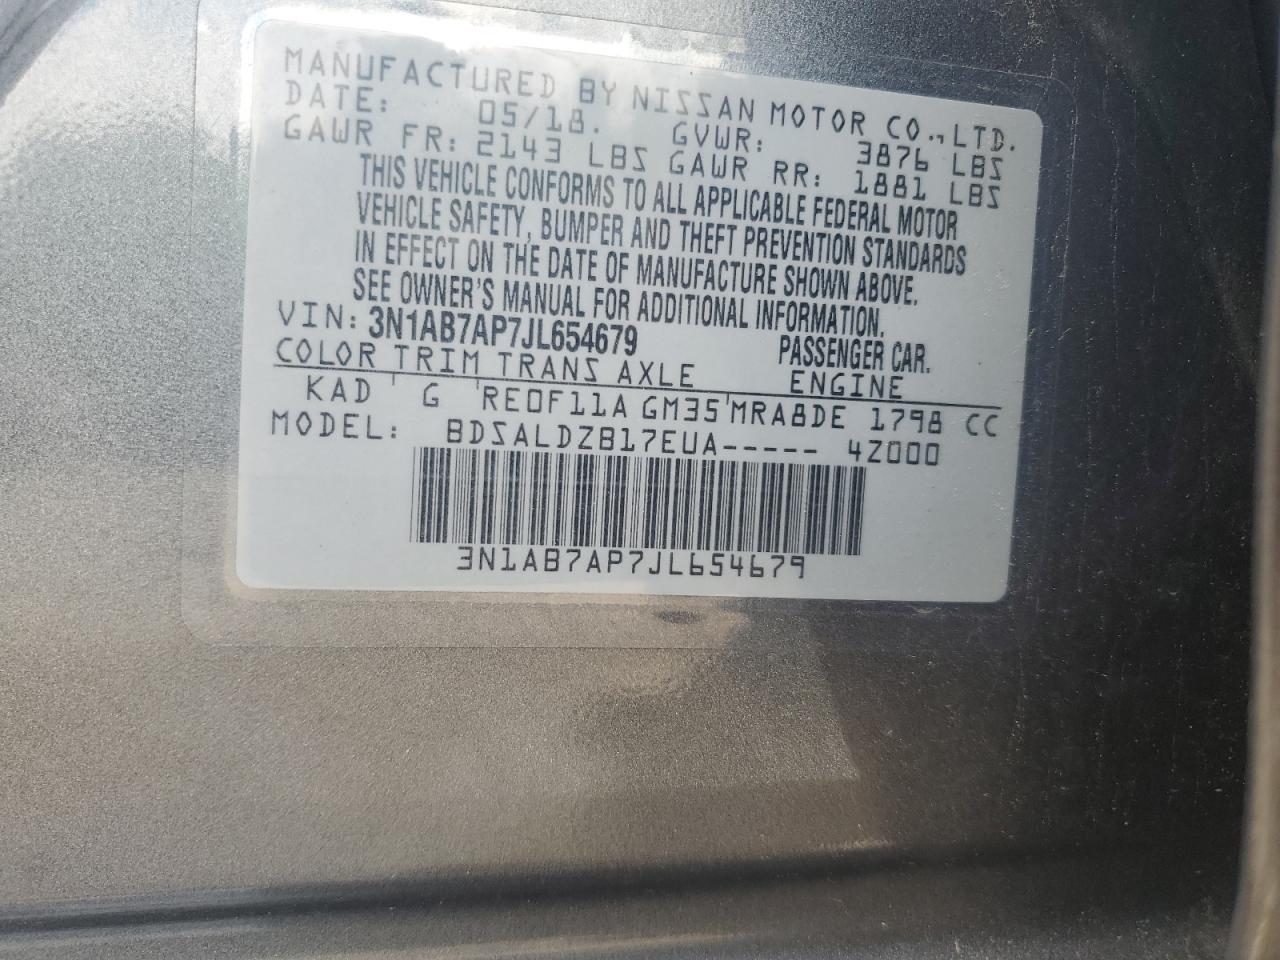 MANUFACTURED BY NISSAN MOTOR CO.,LTD.
DATE: 05/18. GVWR: 3876 LBS
GAWR FR: 2143 LBS GAWR RR: 1881 LBS
THIS VEHICLE CONFORMS TO ALL APPLICABLE FEDERAL MOTOR
VEHICLE SAFETY, BUMPER AND THEFT PREVENTION STANDARDS
IN EFFECT ON THE DATE OF MANUFACTURE SHOWN ABOVE.
SEE OWNER'S MANUAL FOR ADDITIONAL INFORMATION.
VIN: 3N1AB7AP7JL654679 PASSENGER CAR.
COLOR TRIM TRANS AXLE ENGINE
KAD ' G 'RE0F11A GM35'MRA8DE 1798 CC
MODEL: BDSALDZB17EUA----- 4Z000
3N1AB7AP7JL654679